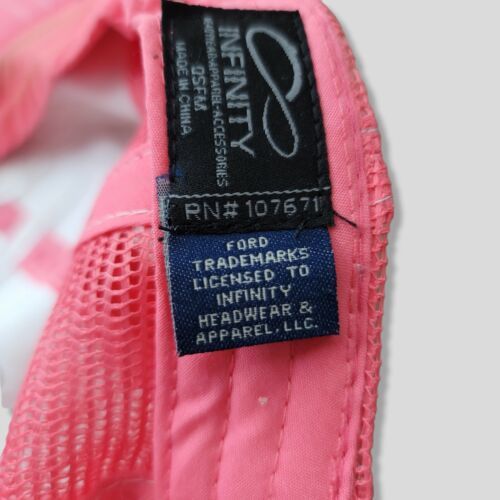 INFINITY
HEADWEAR•APPAREL•ACCESSORIES
OSFM
MADE IN CHINA
RN# 107671
FORD
TRADEMARKS
LICENSED TO
INFINITY
HEADWEAR &
APPAREL, LLC.